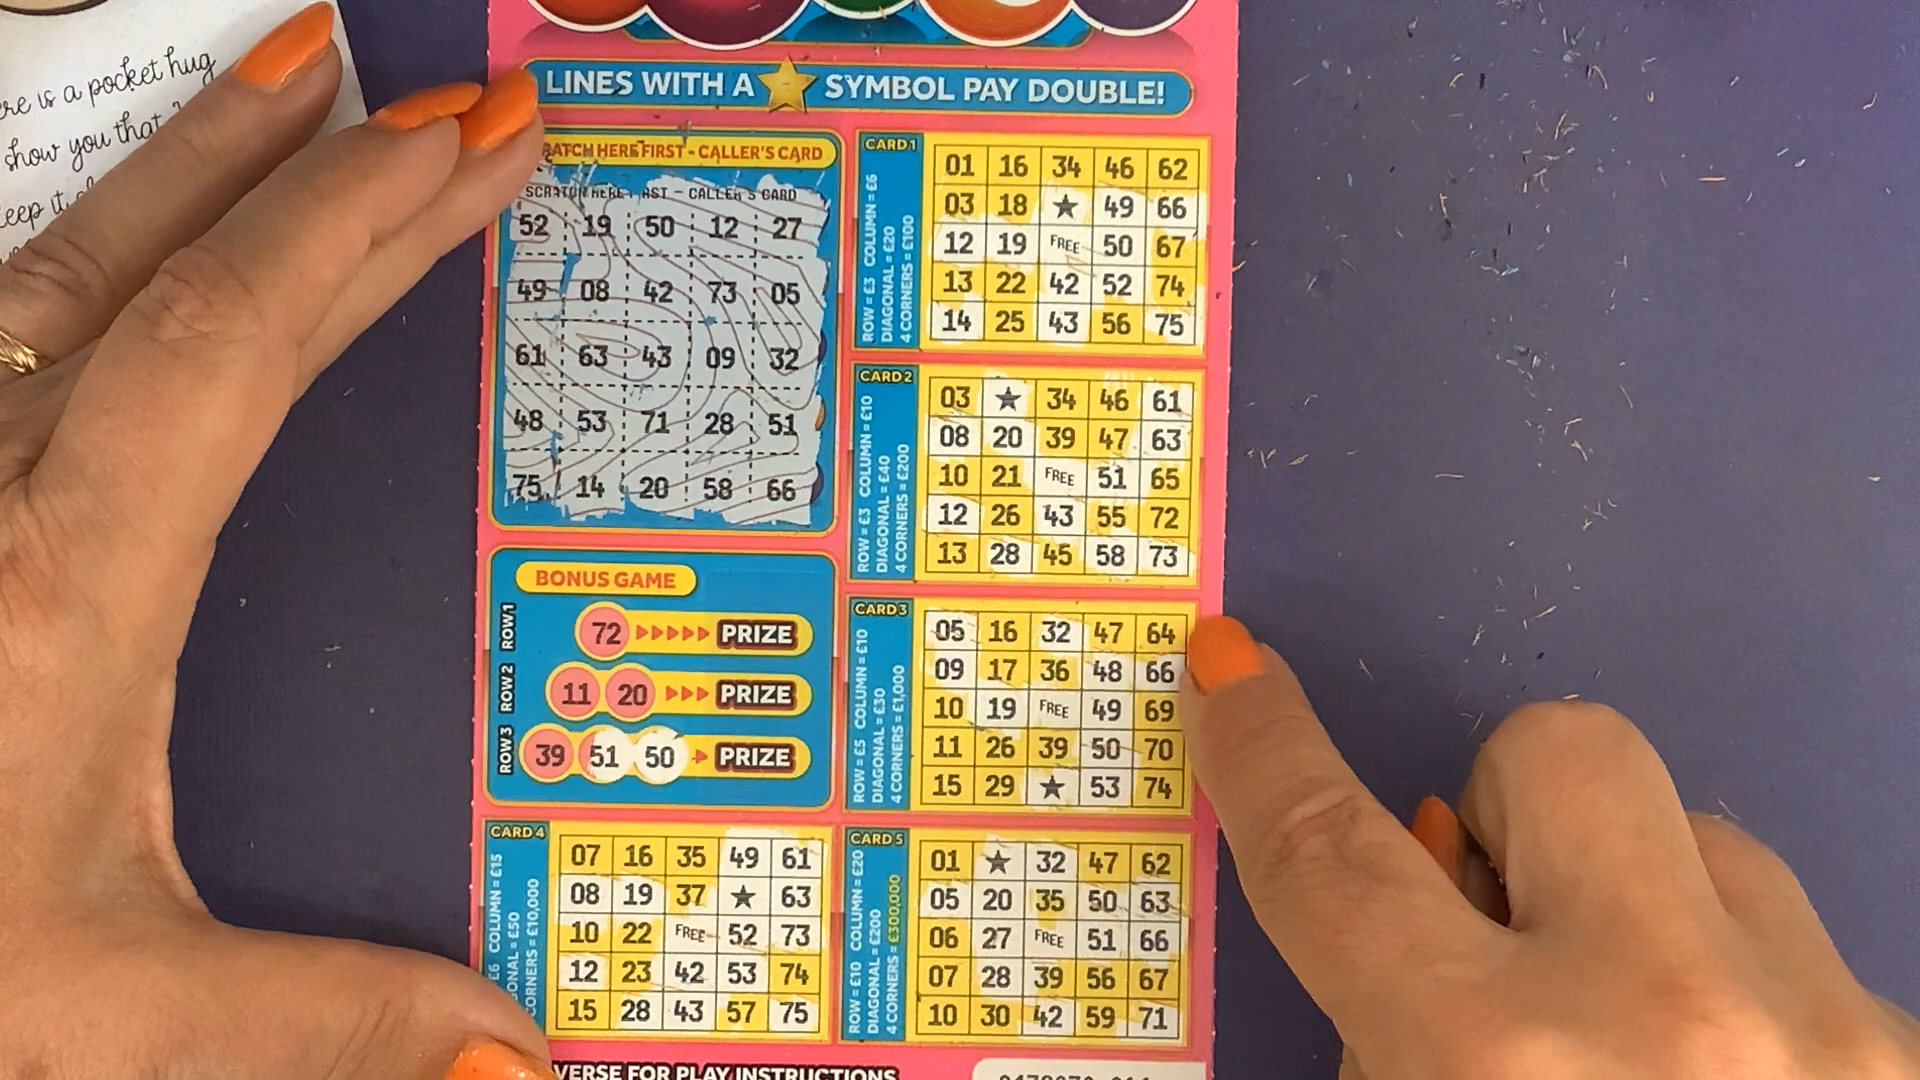 ere is a pocket hug
show you that
eep it
LINES WITH A SYMBOL PAY DOUBLE!
ATCH HERE FIRST - CALLER'S CARD
SCRATCH HERE FIRST - CALLER'S CARD
52 19 50 12 27
49 08 42 73 05
61 63 43 09 32
48 53 71 28 51
75 14 20 58 66
BONUS GAME
ROW 1
72 PRIZE
ROW 2
11 20 PRIZE
ROW 3
39 51 50 PRIZE
CARD 1
ROW = £3 COLUMN = £6
DIAGONAL = £20
4 CORNERS = £100
01 16 34 46 62
03 18 49 66
12 19 FREE 50 67
13 22 42 52 74
14 25 43 56 75
CARD 2
ROW = £3 COLUMN = £10
DIAGONAL = £40
4 CORNERS = £200
03 34 46 61
08 20 39 47 63
10 21 FREE 51 65
12 26 43 55 72
13 28 45 58 73
CARD 3
ROW = £5 COLUMN = £10
DIAGONAL = £30
4 CORNERS = £1,000
05 16 32 47 64
09 17 36 48 66
10 19 FREE 49 69
11 26 39 50 70
15 29 53 74
CARD 4
£6 COLUMN = £15
ONAL = £50
CORNERS = £10,000
07 16 35 49 61
08 19 37 63
10 22 FREE 52 73
12 23 42 53 74
15 28 43 57 75
CARD 5
ROW = £10 COLUMN = £20
DIAGONAL = £200
4 CORNERS = £300,000
01 32 47 62
05 20 35 50 63
06 27 FREE 51 66
07 28 39 56 67
10 30 42 59 71
VERSE FOR PLAY INSTRUCTIONS